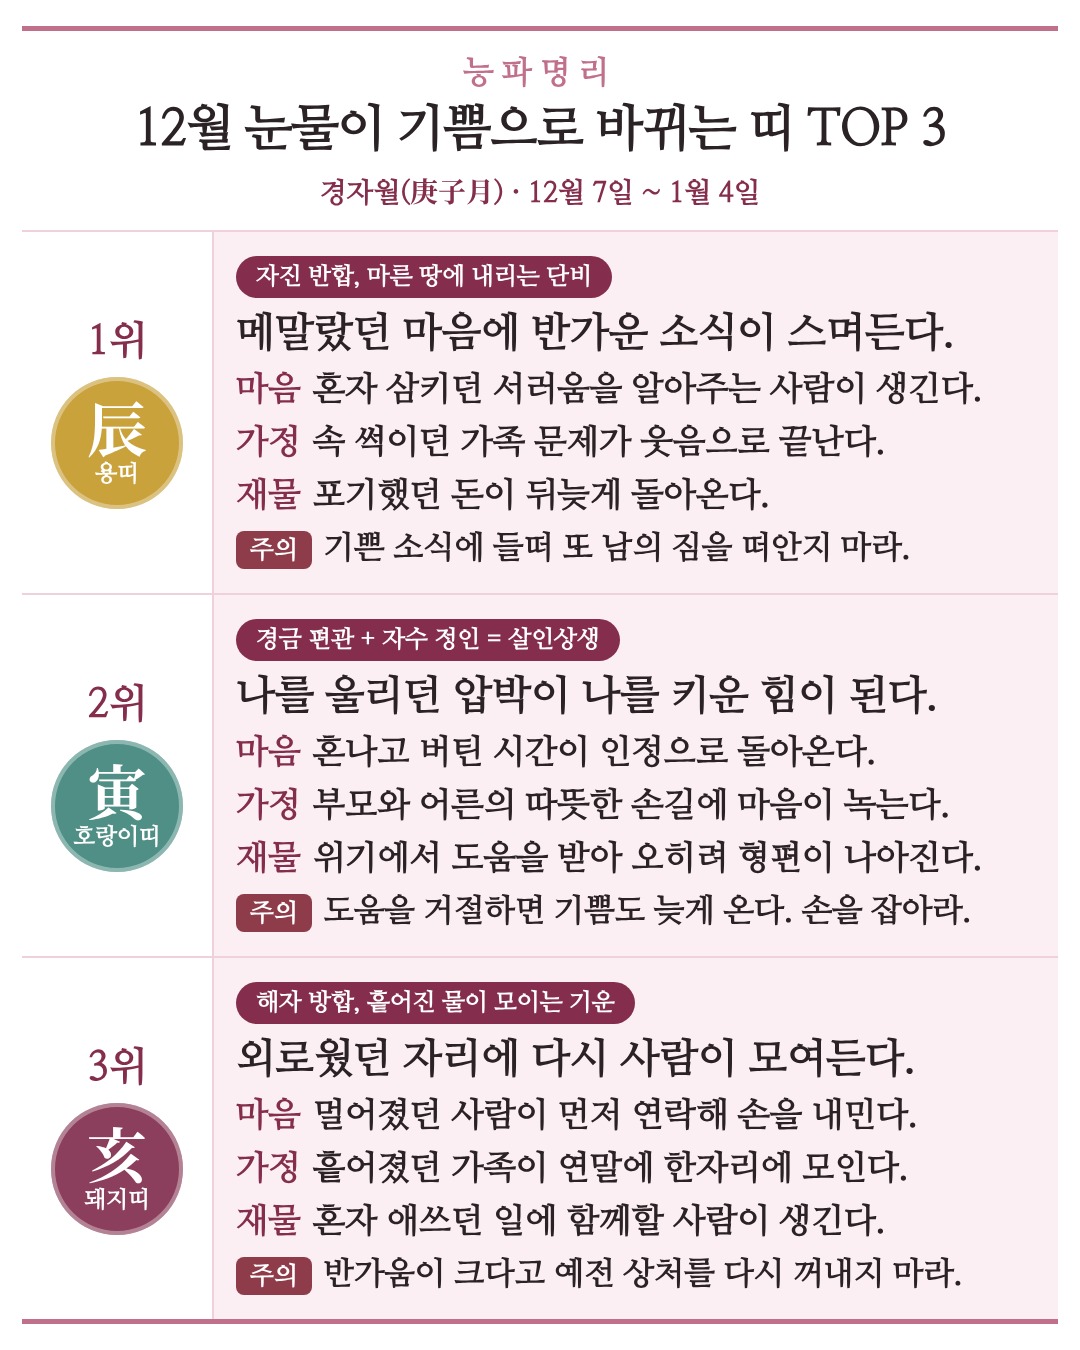 능파명리
12월 눈물이 기쁨으로 바뀌는 띠 TOP 3
경자월(庚子月) · 12월 7일 ~ 1월 4일
1위
辰
용띠
자진 반합, 마른 땅에 내리는 단비
메말랐던 마음에 반가운 소식이 스며든다.
마음 혼자 삼키던 서러움을 알아주는 사람이 생긴다.
가정 속 썩이던 가족 문제가 웃음으로 끝난다.
재물 포기했던 돈이 뒤늦게 돌아온다.
주의 기쁜 소식에 들떠 또 남의 짐을 떠안지 마라.
2위
寅
호랑이띠
경금 편관 + 자수 정인 = 살인상생
나를 울리던 압박이 나를 키운 힘이 된다.
마음 혼나고 버틴 시간이 인정으로 돌아온다.
가정 부모와 어른의 따뜻한 손길에 마음이 녹는다.
재물 위기에서 도움을 받아 오히려 형편이 나아진다.
주의 도움을 거절하면 기쁨도 늦게 온다. 손을 잡아라.
3위
亥
돼지띠
해자 방합, 흩어진 물이 모이는 기운
외로웠던 자리에 다시 사람이 모여든다.
마음 멀어졌던 사람이 먼저 연락해 손을 내민다.
가정 흩어졌던 가족이 연말에 한자리에 모인다.
재물 혼자 애쓰던 일에 함께할 사람이 생긴다.
주의 반가움이 크다고 예전 상처를 다시 꺼내지 마라.